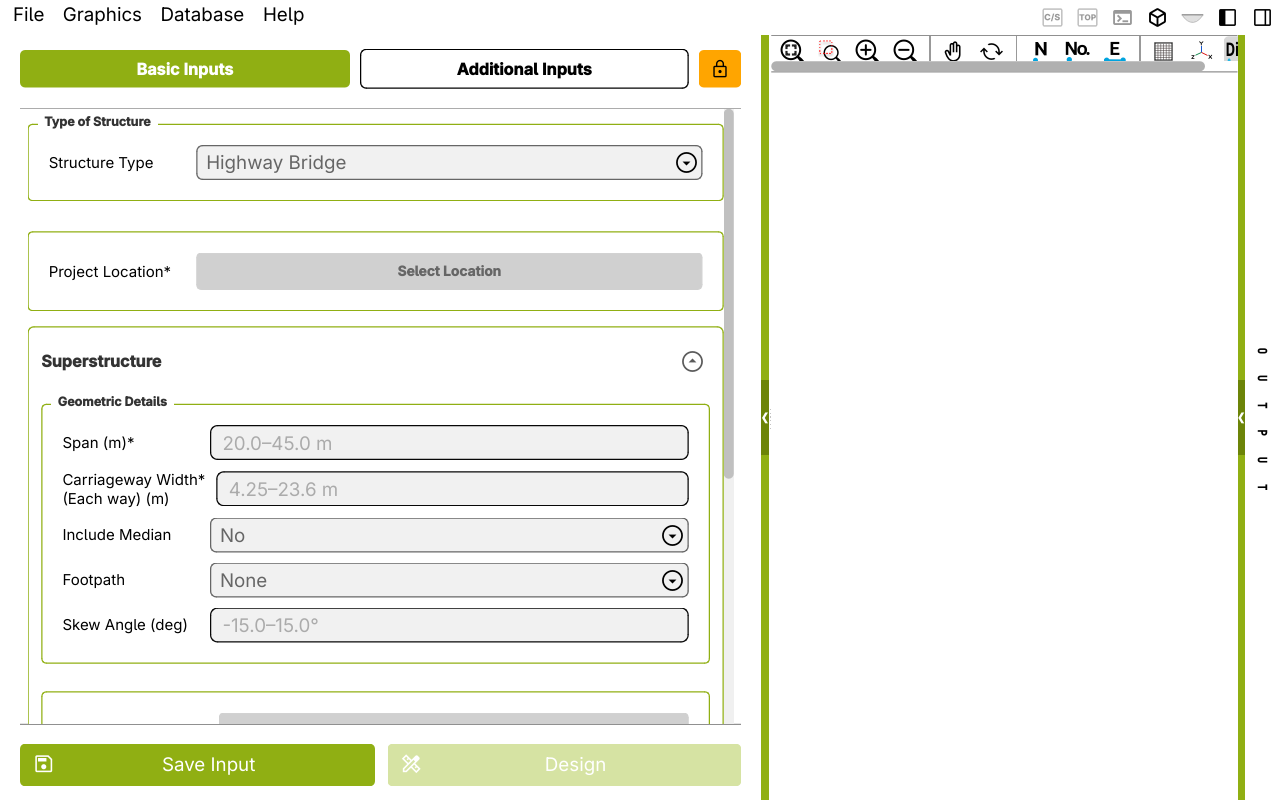 File Graphics Database Help
C/S TOP
Basic Inputs Additional Inputs
N No. E Di
Y
Z X
Type of Structure
Structure Type Highway Bridge
Project Location* Select Location
Superstructure
Geometric Details
Span (m)* 20.0–45.0 m
Carriageway Width*
(Each way) (m) 4.25–23.6 m
Include Median No
Footpath None
Skew Angle (deg) -15.0–15.0°
Save Input Design
OUTPUT